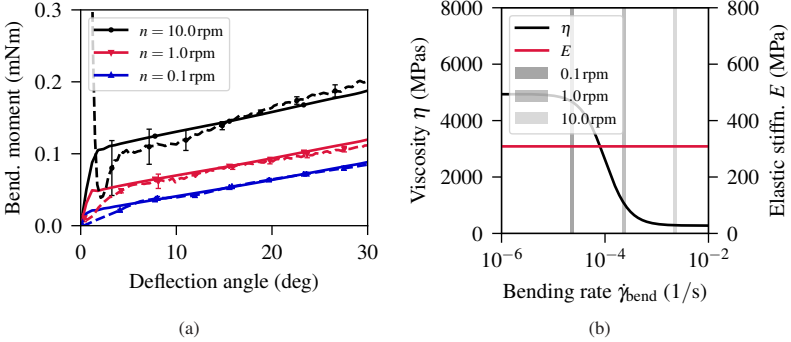 0.3
0.2
0.1
0.0
Bend. moment (mNm)
n = 10.0 rpm
n = 1.0 rpm
n = 0.1 rpm
0 10 20 30
Deflection angle (deg)
(a)
8000
6000
4000
2000
0
Viscosity η (MPas)
η
E
0.1 rpm
1.0 rpm
10.0 rpm
800
600
400
200
0
Elastic stiffn. E (MPa)
10⁻⁶ 10⁻⁴ 10⁻²
Bending rate γ̇bend (1/s)
(b)